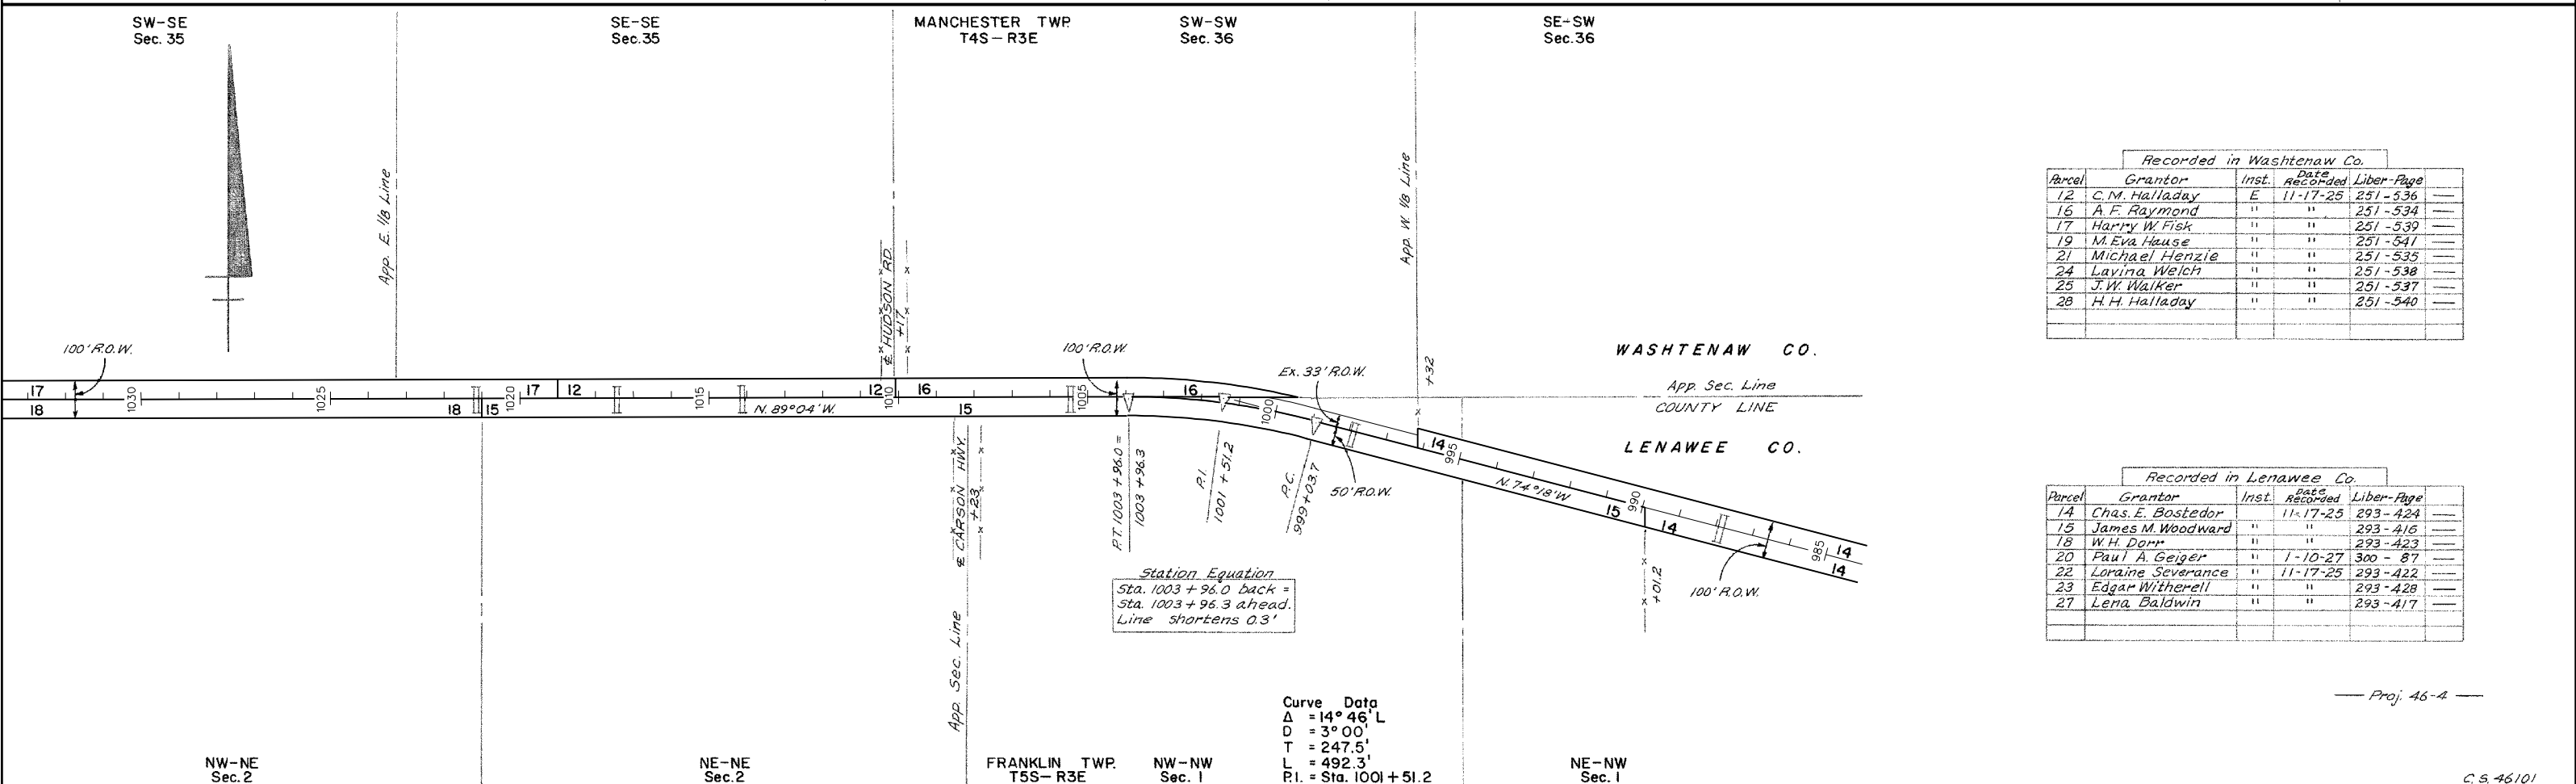 SW-SE
Sec. 35
SE-SE
Sec.35
MANCHESTER TWP.
T4S-R3E
SW-SW
Sec. 36
SE-SW
Sec.36
App. E. 1/8 Line
App. W. 1/8 Line
℄ HUDSON RD.
+17
+32
100' R.O.W.
100' R.O.W.
Ex. 33' R.O.W.
WASHTENAW CO.
App. Sec. Line
COUNTY LINE
LENAWEE CO.
17
1030
1025
1020
17
12
1015
12
1010
16
1005
16
1000
18
18
15
N. 89°04' W.
15
14
995
N. 74°18' W
990
15
14
985
14
14
50' R.O.W.
100' R.O.W.
+01.2
℄ CARSON HWY.
+23
App. Sec. Line
P.T. 1003 + 96.0 =
1003 + 96.3
P.I.
1001 + 51.2
P.C.
999 + 03.7
Station Equation
Sta. 1003 + 96.0 back =
Sta. 1003 + 96.3 ahead.
Line shortens 0.3'
Curve Data
Δ = 14° 46' L
D = 3° 00'
T = 247.5'
L = 492.3'
P.I. = Sta. 1001 + 51.2
NW-NE
Sec. 2
NE-NE
Sec.2
FRANKLIN TWP.
T5S-R3E
NW-NW
Sec. 1
NE-NW
Sec. 1
Recorded in Washtenaw Co.
Parcel Grantor Inst. Date Recorded Liber-Page
12 C. M. Halladay E 11-17-25 251-536 —
16 A. F. Raymond " " 251-534 —
17 Harry W. Fisk " " 251-539 —
19 M. Eva Hause " " 251-541 —
21 Michael Henzie " " 251-535 —
24 Lavina Welch " " 251-538 —
25 J. W. Walker " " 251-537 —
28 H. H. Halladay " " 251-540 —
Recorded in Lenawee Co.
Parcel Grantor Inst. Date Recorded Liber-Page
14 Chas. E. Bostedor 11-17-25 293-424 —
15 James M. Woodward " " 293-416 —
18 W. H. Dorr " " 293-423 —
20 Paul A. Geiger " 1-10-27 300-87 —
22 Loraine Severance " 11-17-25 293-422 —
23 Edgar Witherell " " 293-428 —
27 Lena Baldwin " " 293-417 —
— Proj. 46-4 —
C. S. 46101